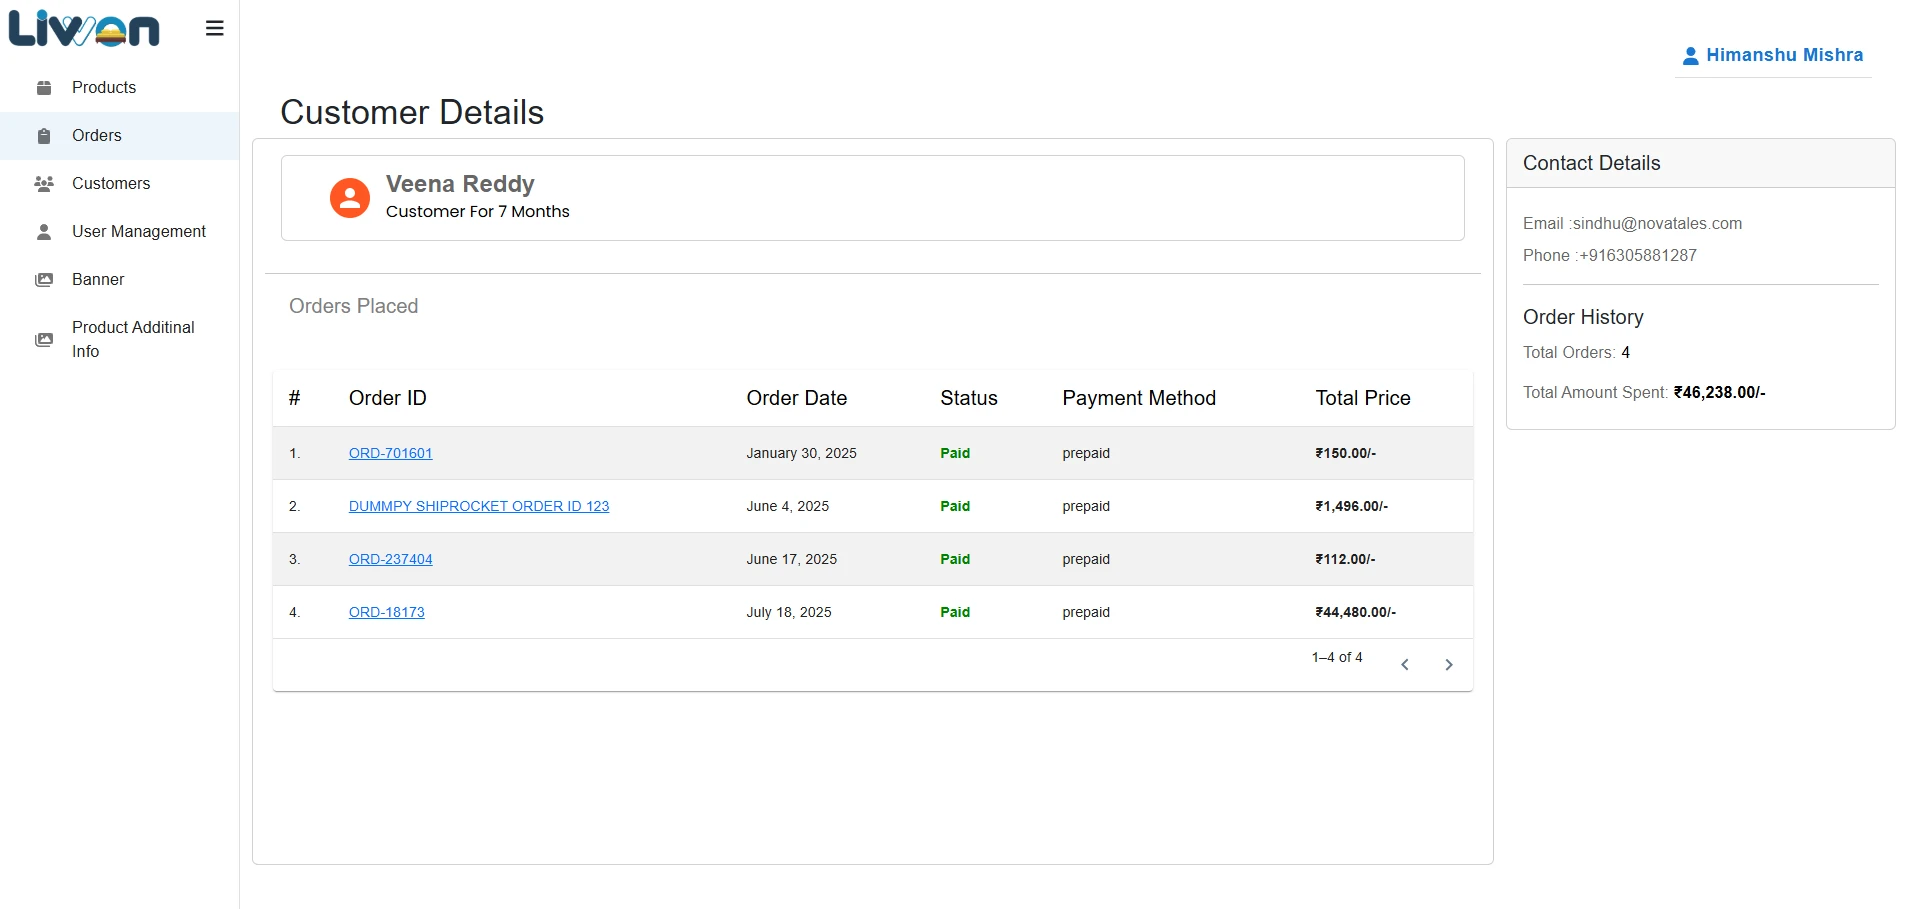 Liwon
Himanshu Mishra
Products
Orders
Customers
User Management
Banner
Product Additinal
Info
Customer Details
Veena Reddy
Customer For 7 Months
Orders Placed
# Order ID Order Date Status Payment Method Total Price
1. ORD-701601 January 30, 2025 Paid prepaid ₹150.00/-
2. DUMMPY SHIPROCKET ORDER ID 123 June 4, 2025 Paid prepaid ₹1,496.00/-
3. ORD-237404 June 17, 2025 Paid prepaid ₹112.00/-
4. ORD-18173 July 18, 2025 Paid prepaid ₹44,480.00/-
1–4 of 4
Contact Details
Email :sindhu@novatales.com
Phone :+916305881287
Order History
Total Orders: 4
Total Amount Spent: ₹46,238.00/-